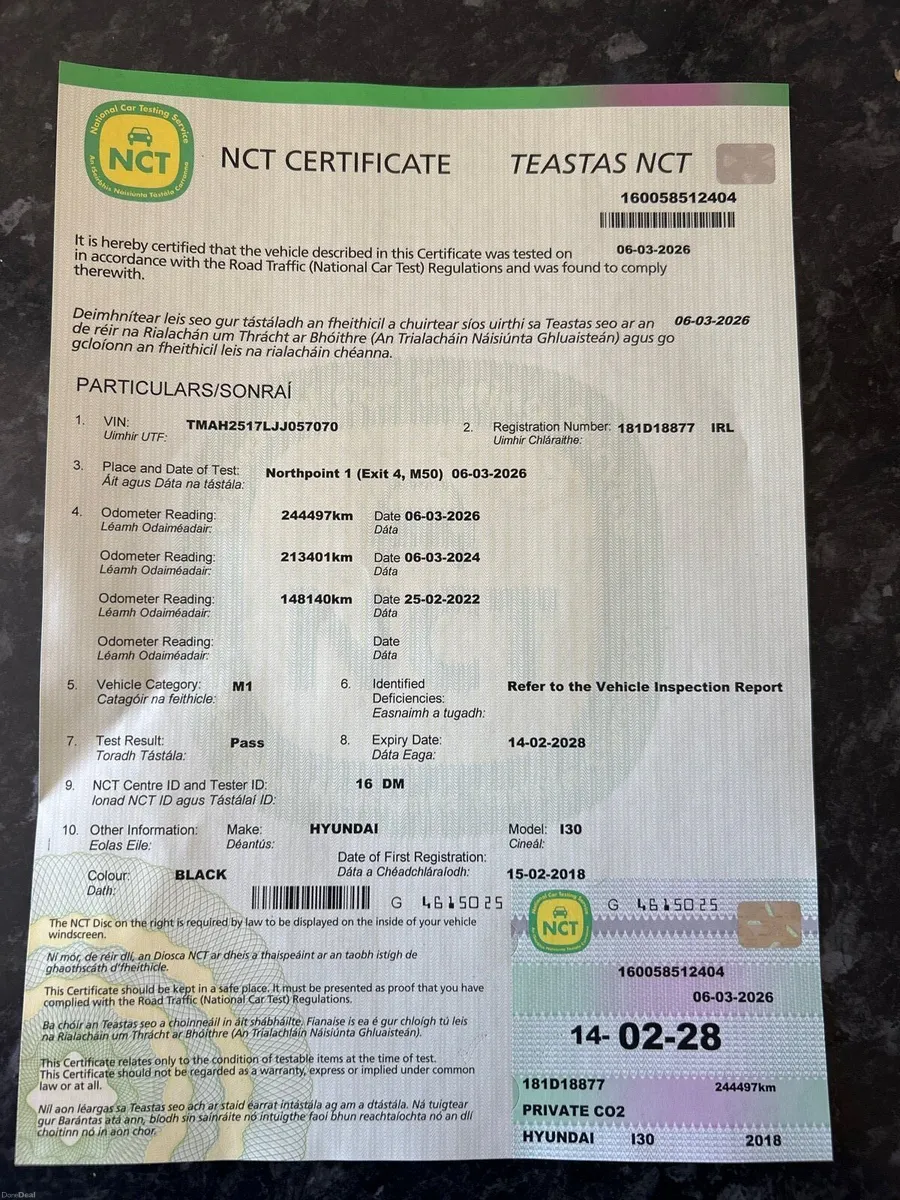 National Car Testing Service
NCT
An tSeirbhís Náisiúnta Tástála Carranna
NCT CERTIFICATE TEASTAS NCT
160058512404
It is hereby certified that the vehicle described in this Certificate was tested on 06-03-2026
in accordance with the Road Traffic (National Car Test) Regulations and was found to comply
therewith.
Deimhnítear leis seo gur tástáladh an fheithicil a chuirtear síos uirthi sa Teastas seo ar an 06-03-2026
de réir na Rialachán um Thrácht ar Bhóithre (An Trialacháin Náisiúnta Ghluaisteán) agus go
gcloíonn an fheithicil leis na rialacháin chéanna.
PARTICULARS/SONRAÍ
1. VIN: TMAH2517LJJ057070 2. Registration Number: 181D18877 IRL
Uimhir UTF: Uimhir Chláraithe:
3. Place and Date of Test: Northpoint 1 (Exit 4, M50) 06-03-2026
Áit agus Dáta na tástála:
4. Odometer Reading: 244497km Date 06-03-2026
Léamh Odaiméadair: Dáta
Odometer Reading: 213401km Date 06-03-2024
Léamh Odaiméadair: Dáta
Odometer Reading: 148140km Date 25-02-2022
Léamh Odaiméadair: Dáta
Odometer Reading: Date
Léamh Odaiméadair: Dáta
5. Vehicle Category: M1 6. Identified Refer to the Vehicle Inspection Report
Catagóir na feithicle: Deficiencies:
Easnaimh a tugadh:
7. Test Result: Pass 8. Expiry Date: 14-02-2028
Toradh Tástála: Dáta Eaga:
9. NCT Centre ID and Tester ID: 16 DM
Ionad NCT ID agus Tástálaí ID:
10. Other Information: Make: HYUNDAI Model: I30
Eolas Eile: Déantús: Cineál:
Date of First Registration:
Colour: BLACK Dáta a Chéadchláraíodh: 15-02-2018
Dath:
G 4615025 G 4615025
The NCT Disc on the right is required by law to be displayed on the inside of your vehicle
windscreen.
Ní mór, de réir dlí, an Diosca NCT ar dheis a thaispeáint ar an taobh istigh de
ghaothscáth d'fheithicle.
This Certificate should be kept in a safe place. It must be presented as proof that you have
complied with the Road Traffic (National Car Test) Regulations.
Ba chóir an Teastas seo a choinneáil in áit shábháilte. Fianaise is ea é gur chloígh tú leis
na Rialacháin um Thrácht ar Bhóithre (An Trialachláin Náisiúnta Ghluaisteán).
This Certificate relates only to the condition of testable items at the time of test.
This Certificate should not be regarded as a warranty, express or implied under common
law or at all.
Níl aon léargas sa Teastas seo ach ar staid earraí intástála ag am a dtástála. Ná tuigtear
gur Barántas atá ann, bíodh sin sainráite nó intuigthe faoi bhun reachtaíochta nó an dlí
choitinn nó in aon chor.
NCT
160058512404
06-03-2026
14-02-28
181D18877 244497km
PRIVATE CO2
HYUNDAI I30 2018
DoneDeal